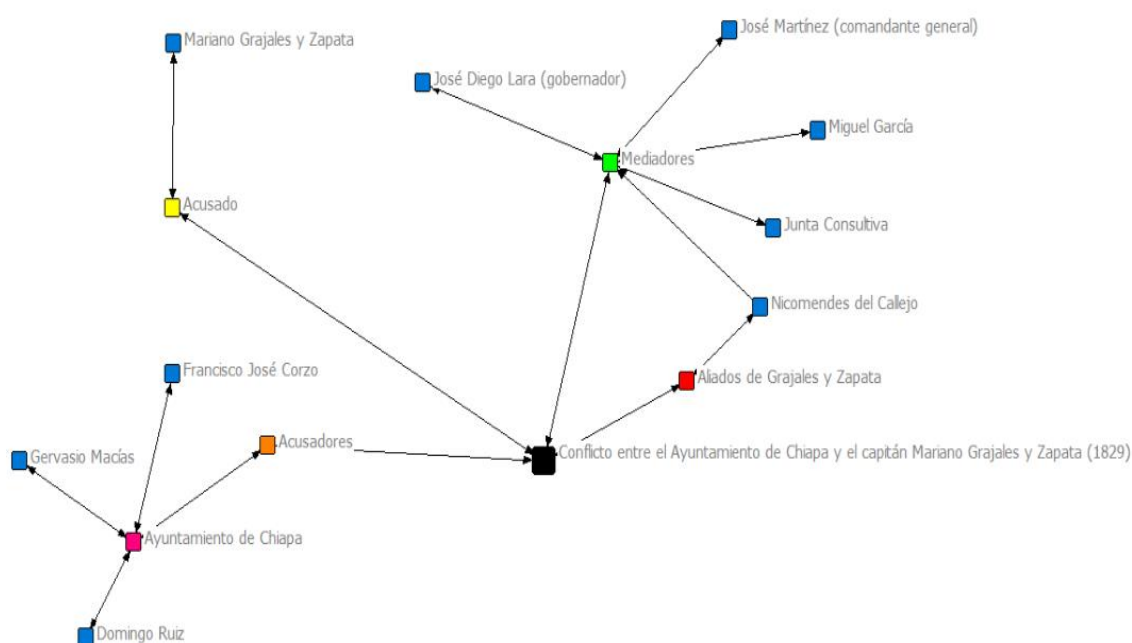 José Martínez (comandante general)
Mariano Grajales y Zapata
José Diego Lara (gobernador)
Miguel García
Mediadores
Acusado
Junta Consultiva
Nicomendes del Callejo
Francisco José Corzo
Aliados de Grajales y Zapata
Acusadores
Conflicto entre el Ayuntamiento de Chiapa y el capitán Mariano Grajales y Zapata (1829)
Gervasio Macías
Ayuntamiento de Chiapa
Domingo Ruiz